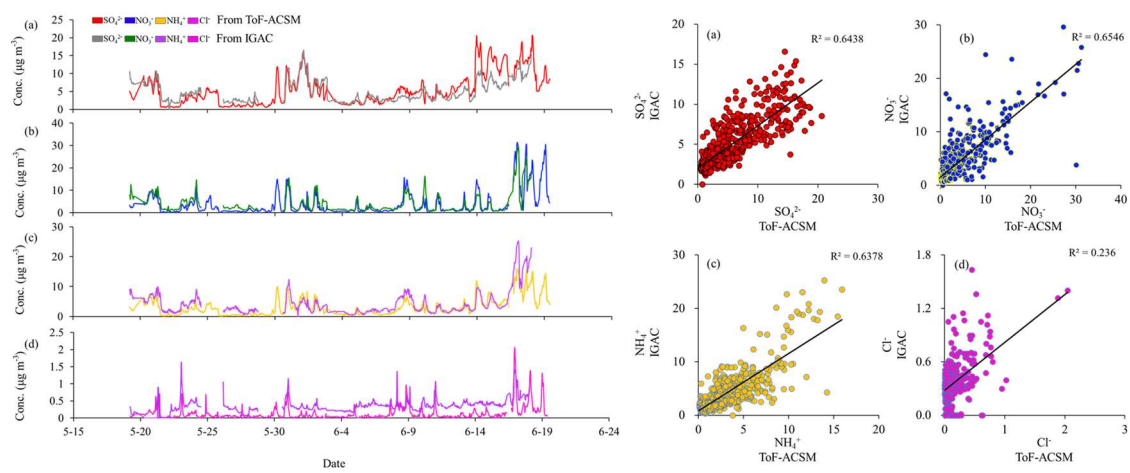 (a)
SO₄²⁻ NO₃⁻ NH₄⁺ Cl⁻ From ToF-ACSM
SO₄²⁻ NO₃⁻ NH₄⁺ Cl⁻ From IGAC
Conc. (μg m⁻³)
25
20
15
10
5
0
(b)
Conc. (μg m⁻³)
50
40
30
20
10
0
(c)
Conc. (μg m⁻³)
30
20
10
0
(d)
Conc. (μg m⁻³)
2.5
2
1.5
1
0.5
0
5-15 5-20 5-25 5-30 6-4 6-9 6-14 6-19 6-24
Date
(a)
R² = 0.6438
SO₄²⁻
IGAC
20
15
10
5
0
0 10 20 30
SO₄²⁻
ToF-ACSM
(b)
R² = 0.6546
NO₃⁻
IGAC
30
20
10
0
0 10 20 30 40
NO₃⁻
ToF-ACSM
(c)
R² = 0.6378
NH₄⁺
IGAC
30
20
10
0
0 5 10 15 20
NH₄⁺
ToF-ACSM
(d)
R² = 0.236
Cl⁻
IGAC
1.8
1.2
0.6
0.0
0 1 2 3
Cl⁻
ToF-ACSM